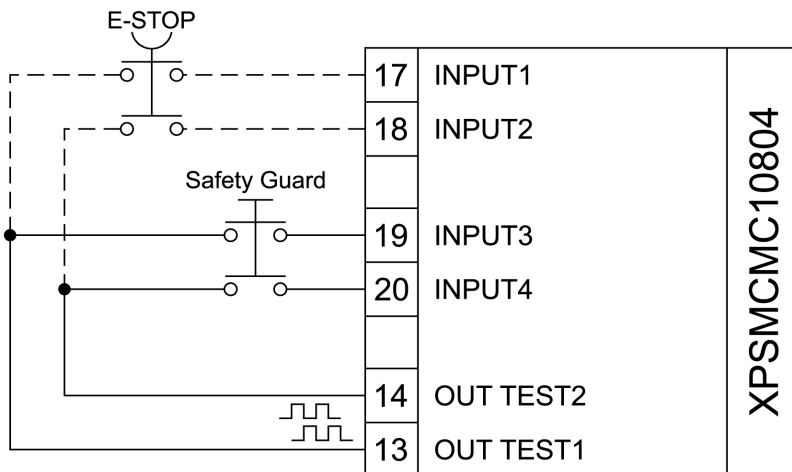 E-STOP
17 INPUT1
18 INPUT2
Safety Guard
19 INPUT3
20 INPUT4
14 OUT TEST2
13 OUT TEST1
XPSMCMC10804